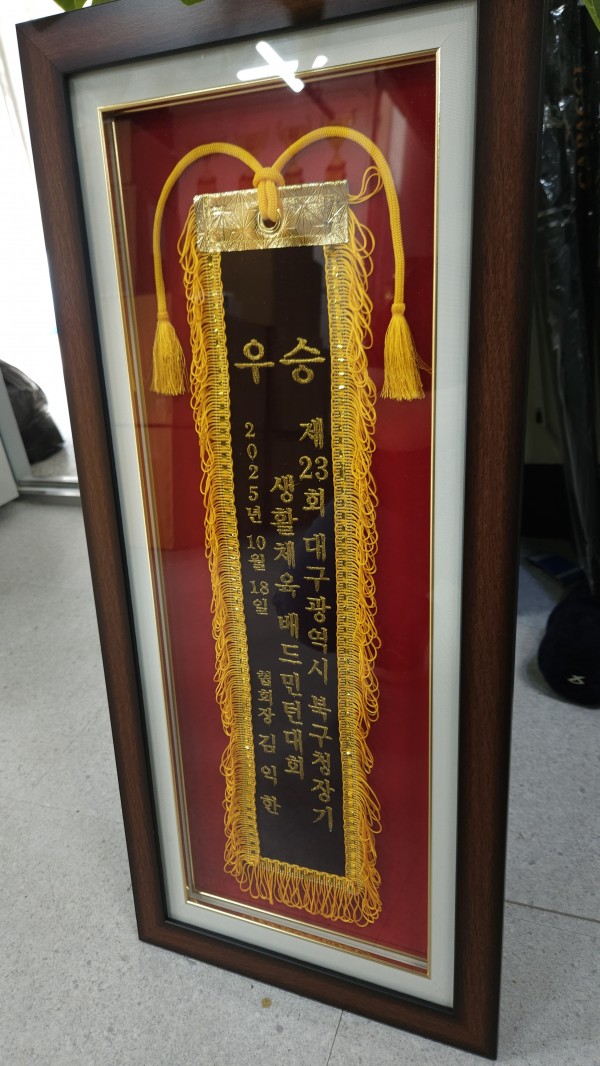 우승
제23회 대구광역시 북구청장기
생활체육 배드민턴대회
2025년 10월 18일
협회장 김익환